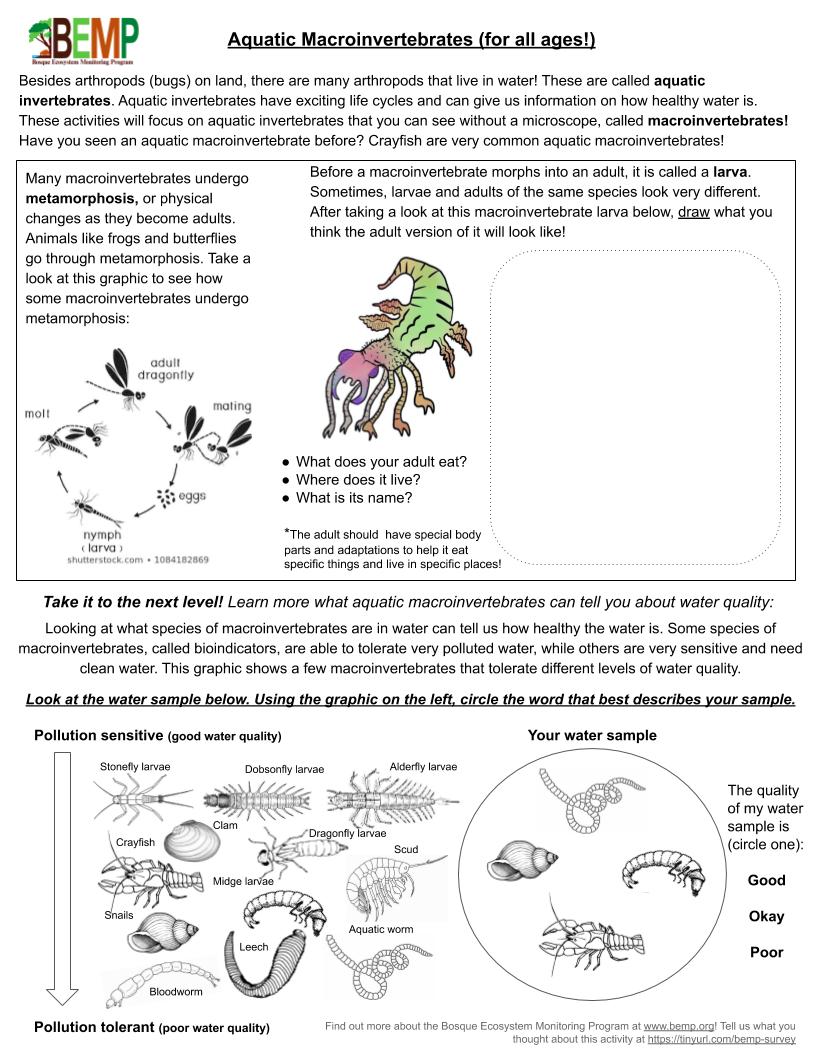 BEMP
Bosque Ecosystem Monitoring Program
Aquatic Macroinvertebrates (for all ages!)
Besides arthropods (bugs) on land, there are many arthropods that live in water! These are called aquatic
invertebrates. Aquatic invertebrates have exciting life cycles and can give us information on how healthy water is.
These activities will focus on aquatic invertebrates that you can see without a microscope, called macroinvertebrates!
Have you seen an aquatic macroinvertebrate before? Crayfish are very common aquatic macroinvertebrates!
Many macroinvertebrates undergo
metamorphosis, or physical
changes as they become adults.
Animals like frogs and butterflies
go through metamorphosis. Take a
look at this graphic to see how
some macroinvertebrates undergo
metamorphosis:
adult
dragonfly
molt
mating
eggs
nymph
(larva)
shutterstock.com • 1084182869
Before a macroinvertebrate morphs into an adult, it is called a larva.
Sometimes, larvae and adults of the same species look very different.
After taking a look at this macroinvertebrate larva below, draw what you
think the adult version of it will look like!
● What does your adult eat?
● Where does it live?
● What is its name?
*The adult should  have special body
parts and adaptations to help it eat
specific things and live in specific places!
Take it to the next level! Learn more what aquatic macroinvertebrates can tell you about water quality:
Looking at what species of macroinvertebrates are in water can tell us how healthy the water is. Some species of
macroinvertebrates, called bioindicators, are able to tolerate very polluted water, while others are very sensitive and need
clean water. This graphic shows a few macroinvertebrates that tolerate different levels of water quality.
Look at the water sample below. Using the graphic on the left, circle the word that best describes your sample.
Pollution sensitive (good water quality)
Stonefly larvae
Dobsonfly larvae
Alderfly larvae
Clam
Dragonfly larvae
Crayfish
Scud
Midge larvae
Snails
Aquatic worm
Leech
Bloodworm
Pollution tolerant (poor water quality)
Your water sample
The quality
of my water
sample is
(circle one):
Good
Okay
Poor
Find out more about the Bosque Ecosystem Monitoring Program at www.bemp.org! Tell us what you
thought about this activity at https://tinyurl.com/bemp-survey